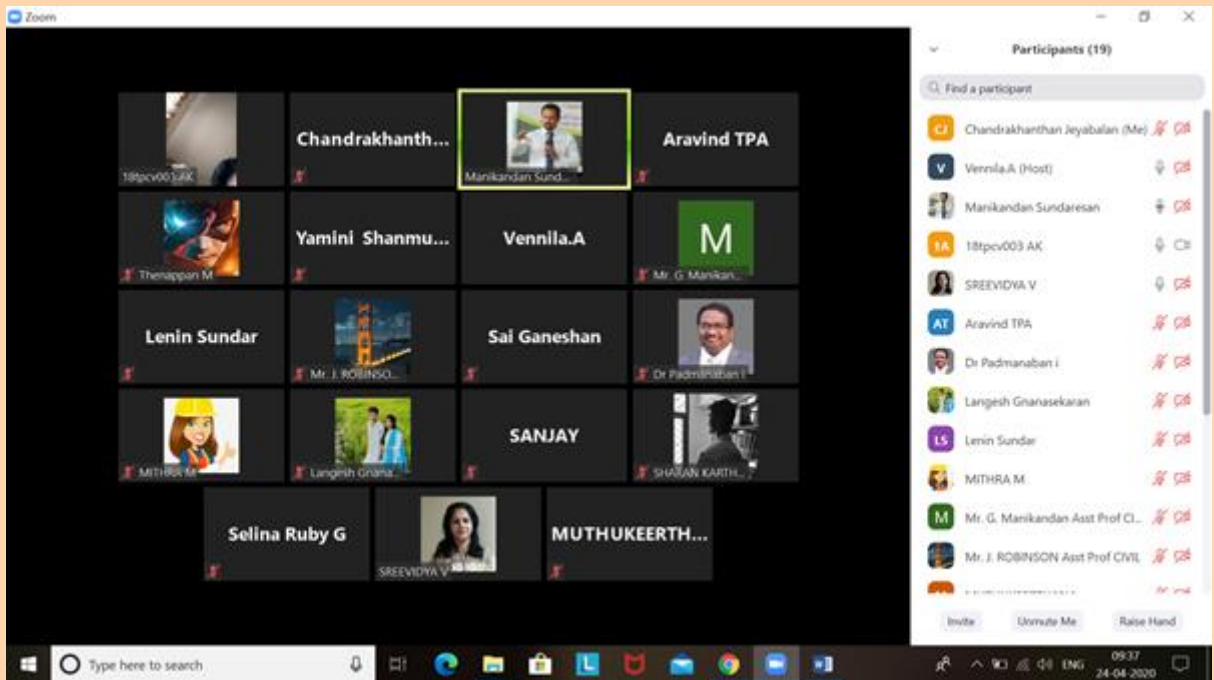 Zoom
18tpcv003 AK
Chandrakhanth...
Manikandan Sund...
Aravind TPA
Thenappan M
Yamini Shanmu...
Vennila.A
M
Mr. G. Manikan...
Lenin Sundar
Mr. J. ROBINSO...
Sai Ganeshan
Dr Padmanaban i
MITHRA M
Langesh Gnana...
SANJAY
SHARAN KARTH...
Selina Ruby G
SREEVIDYA V
MUTHUKEERTH...
Participants (19)
Find a participant
CJ Chandrakhanthan Jeyabalan (Me)
V Vennila.A (Host)
Manikandan Sundaresan
1A 18tpcv003 AK
SREEVIDYA V
AT Aravind TPA
Dr Padmanaban i
Langesh Gnanasekaran
LS Lenin Sundar
MITHRA M
M Mr. G. Manikandan Asst Prof CI...
Mr. J. ROBINSON Asst Prof CIVIL
Invite Unmute Me Raise Hand
Type here to search
L
ENG
09:37
24-04-2020